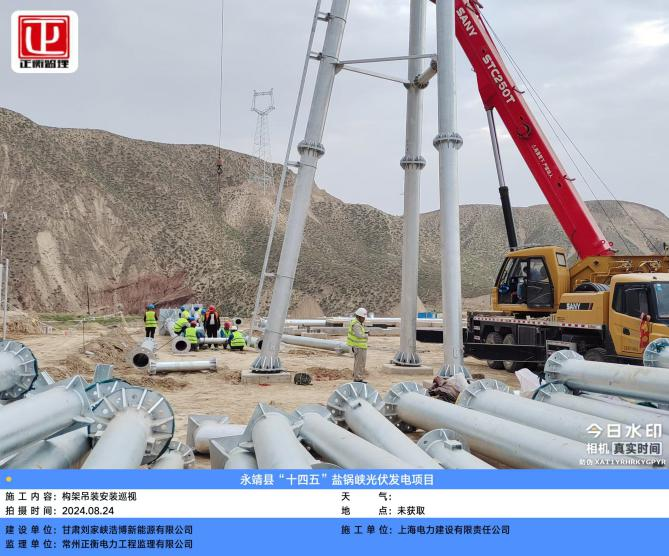 正衡监理
SANY
STC250T
SANY
今日水印
相机 真实时间
防伪 XAT1YRHRKYGPYR
永靖县“十四五”盐锅峡光伏发电项目
施工内容：构架吊装安装巡视
天气：
拍摄时间：2024.08.24
地点：未获取
建设单位：甘肃刘家峡浩博新能源有限公司
施工单位：上海电力建设有限责任公司
监理单位：常州正衡电力工程监理有限公司